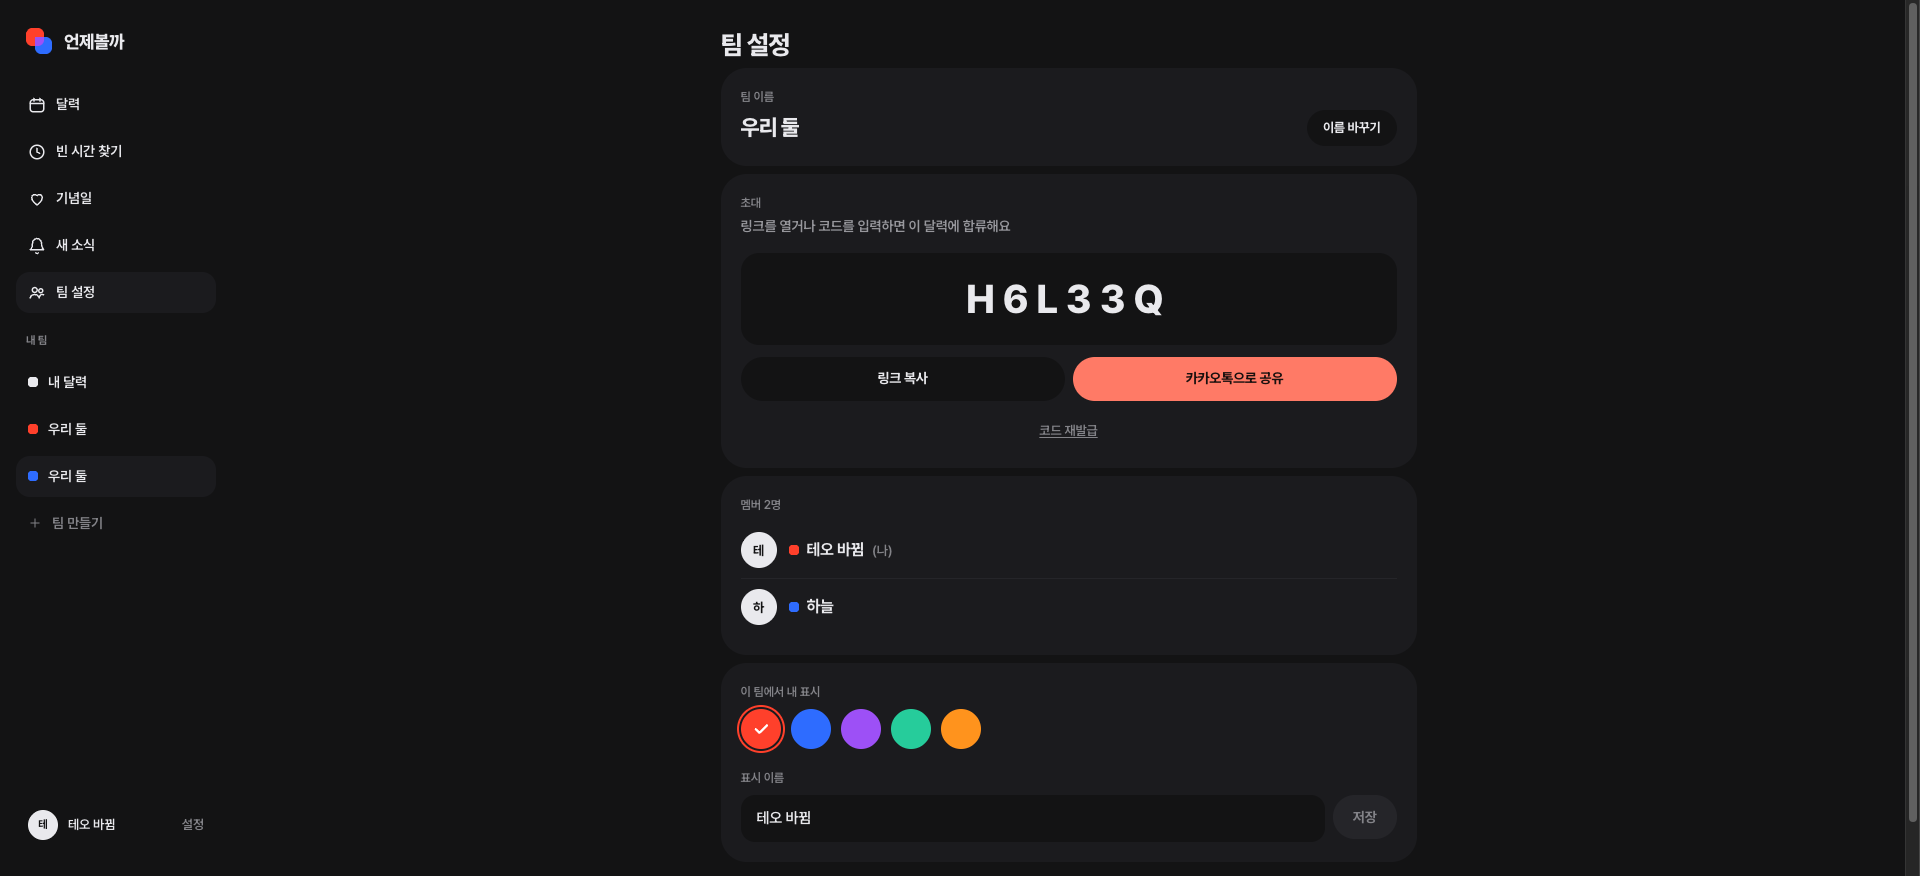 언제볼까
달력
빈 시간 찾기
기념일
새 소식
팀 설정
내 팀
내 달력
우리 둘
우리 둘
팀 만들기
테
테오 바뀜
설정
팀 설정
팀 이름
우리 둘
이름 바꾸기
초대
링크를 열거나 코드를 입력하면 이 달력에 합류해요
H6L33Q
링크 복사
카카오톡으로 공유
코드 재발급
멤버 2명
테
테오 바뀜 (나)
하
하늘
이 팀에서 내 표시
표시 이름
테오 바뀜
저장